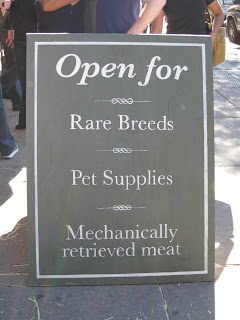 Open for
Rare Breeds
Pet Supplies
Mechanically
retrieved meat